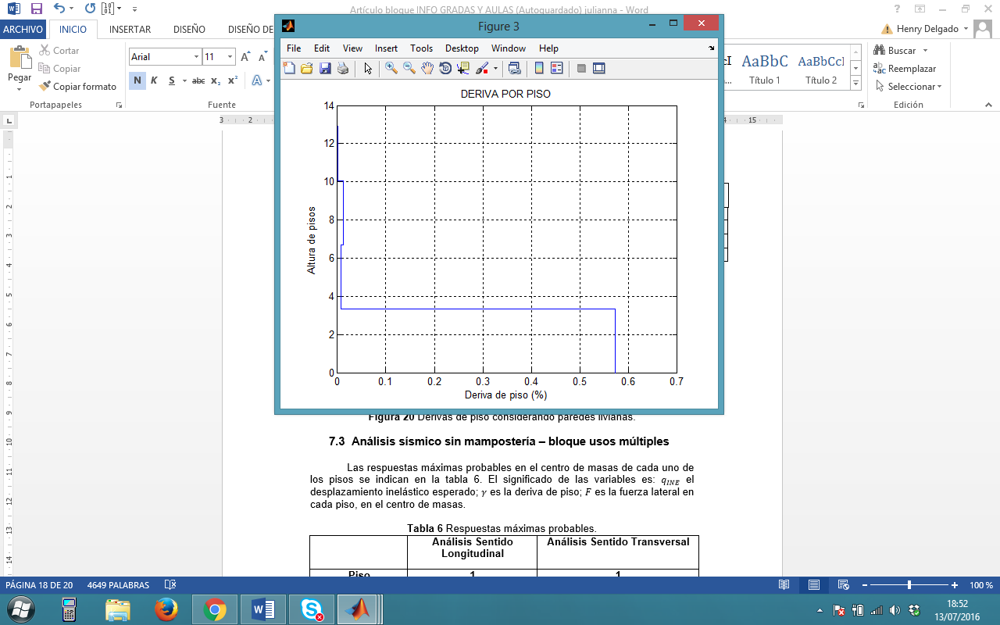 Artículo bloque INFO GRADAS Y AULAS (Autoguardado) julianna - Word
ARCHIVO INICIO INSERTAR DISEÑO DISEÑO DE
Henry Delgado
Pegar
Cortar
Copiar
Copiar formato
Portapapeles
Arial 11
N K S abc x₂ x²
Fuente
AaBbC AaBbCcl
Título 1 Título 2
Buscar
Reemplazar
Seleccionar
Edición
Figure 3
File Edit View Insert Tools Desktop Window Help
DERIVA POR PISO
14
12
10
8
6
4
2
0
Altura de pisos
0 0.1 0.2 0.3 0.4 0.5 0.6 0.7
Deriva de piso (%)
Figura 20 Derivas de piso considerando paredes livianas.
7.3 Análisis sísmico sin mampostería – bloque usos múltiples
Las respuestas máximas probables en el centro de masas de cada uno de
los pisos se indican en la tabla 6. El significado de las variables es: q_INE el
desplazamiento inelástico esperado; γ es la deriva de piso; F es la fuerza lateral en
cada piso, en el centro de masas.
Tabla 6 Respuestas máximas probables.
Análisis Sentido Longitudinal
Análisis Sentido Transversal
Piso 1 1
PÁGINA 18 DE 20 4649 PALABRAS
100 %
18:52
13/07/2016